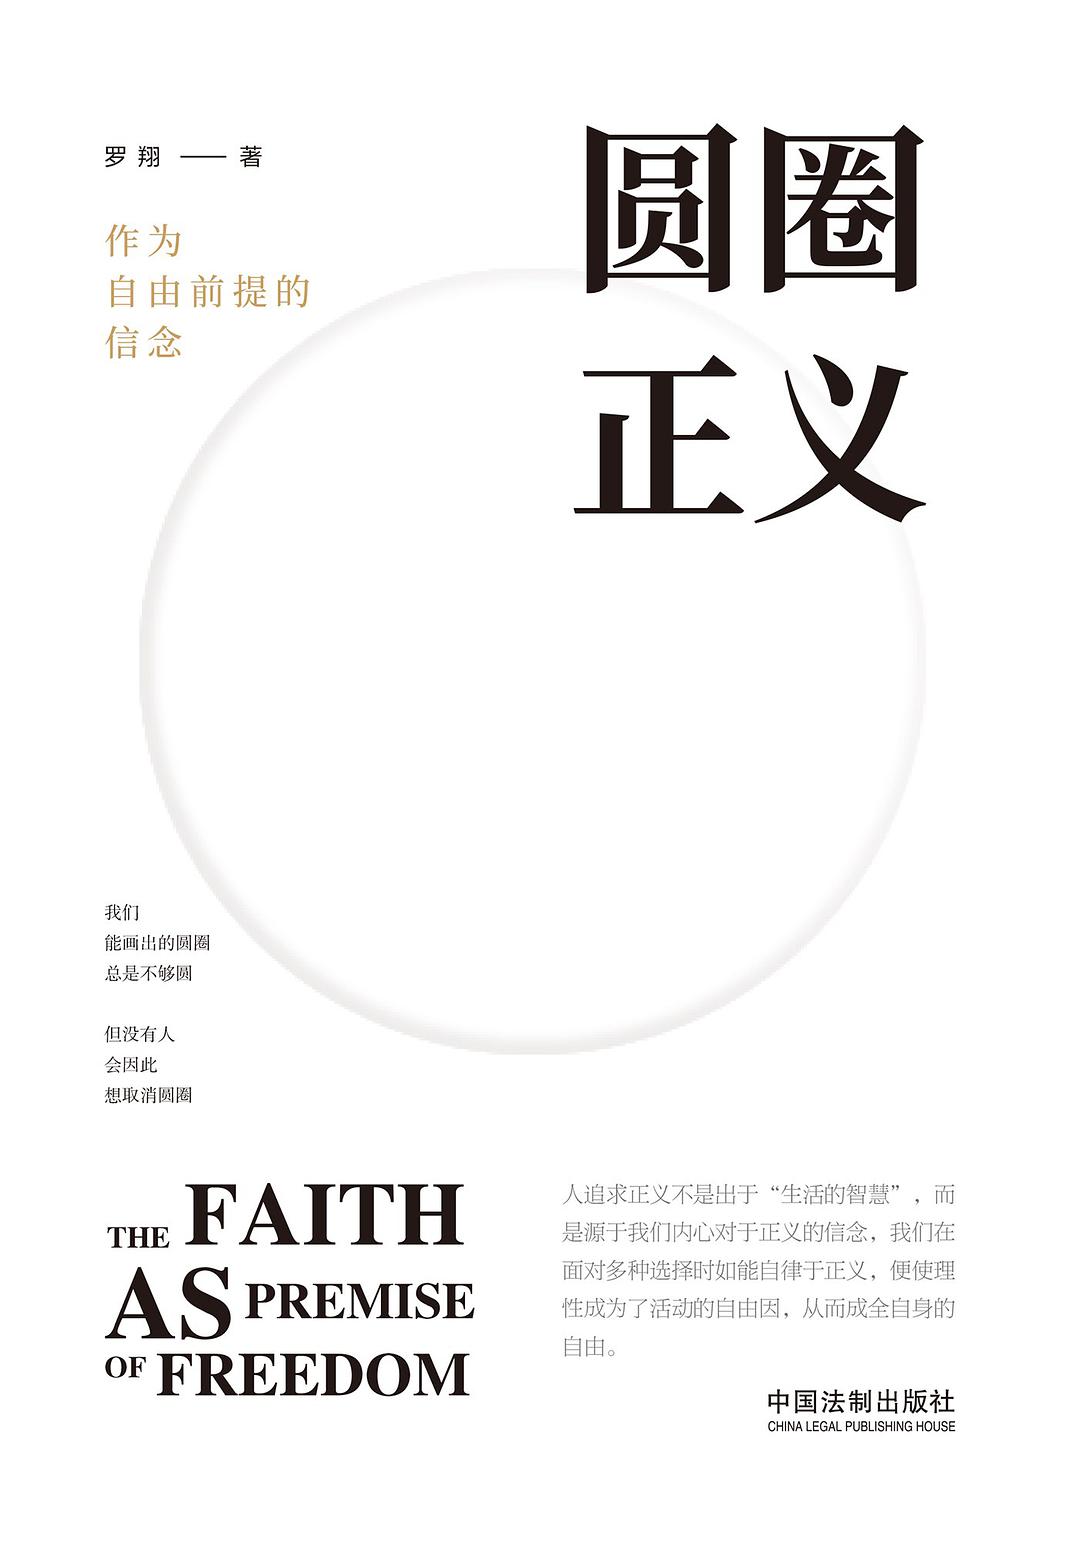 罗翔 —— 著
圆圈
正义
作为
自由前提的
信念
我们
能画出的圆圈
总是不够圆
但没有人
会因此
想取消圆圈
THE FAITH
AS PREMISE
OF FREEDOM
人追求正义不是出于“生活的智慧”，而
是源于我们内心对于正义的信念，我们在
面对多种选择时如能自律于正义，便使理
性成为了活动的自由因，从而成全自身的
自由。
中国法制出版社
CHINA LEGAL PUBLISHING HOUSE